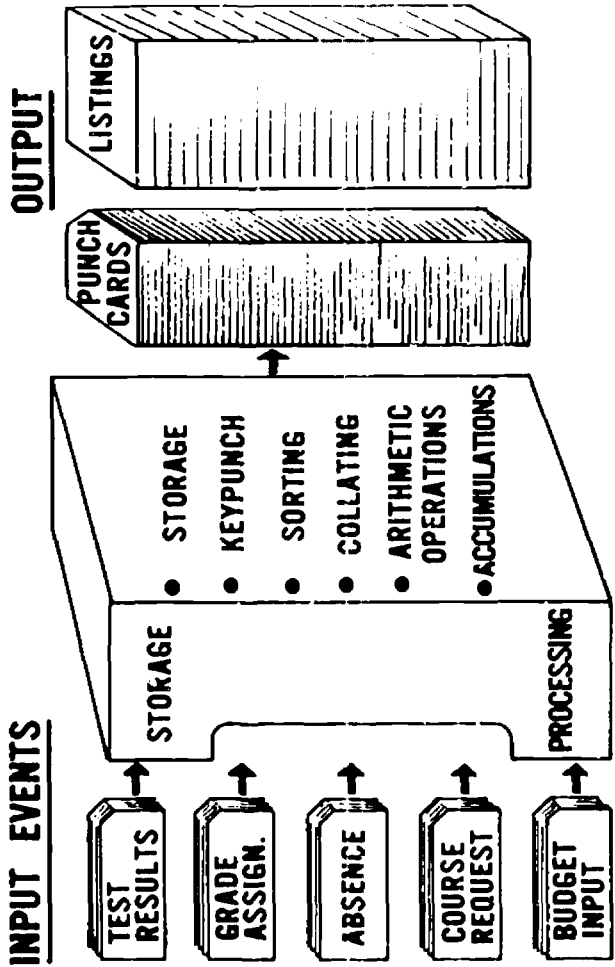 INPUT EVENTS
TEST
RESULTS
GRADE
ASSIGN.
ABSENCE
COURSE
REQUEST
BUDGET
INPUT
STORAGE
PROCESSING
● STORAGE
● KEYPUNCH
● SORTING
● COLLATING
● ARITHMETIC
OPERATIONS
● ACCUMULATIONS
OUTPUT
PUNCH
CARDS
LISTINGS